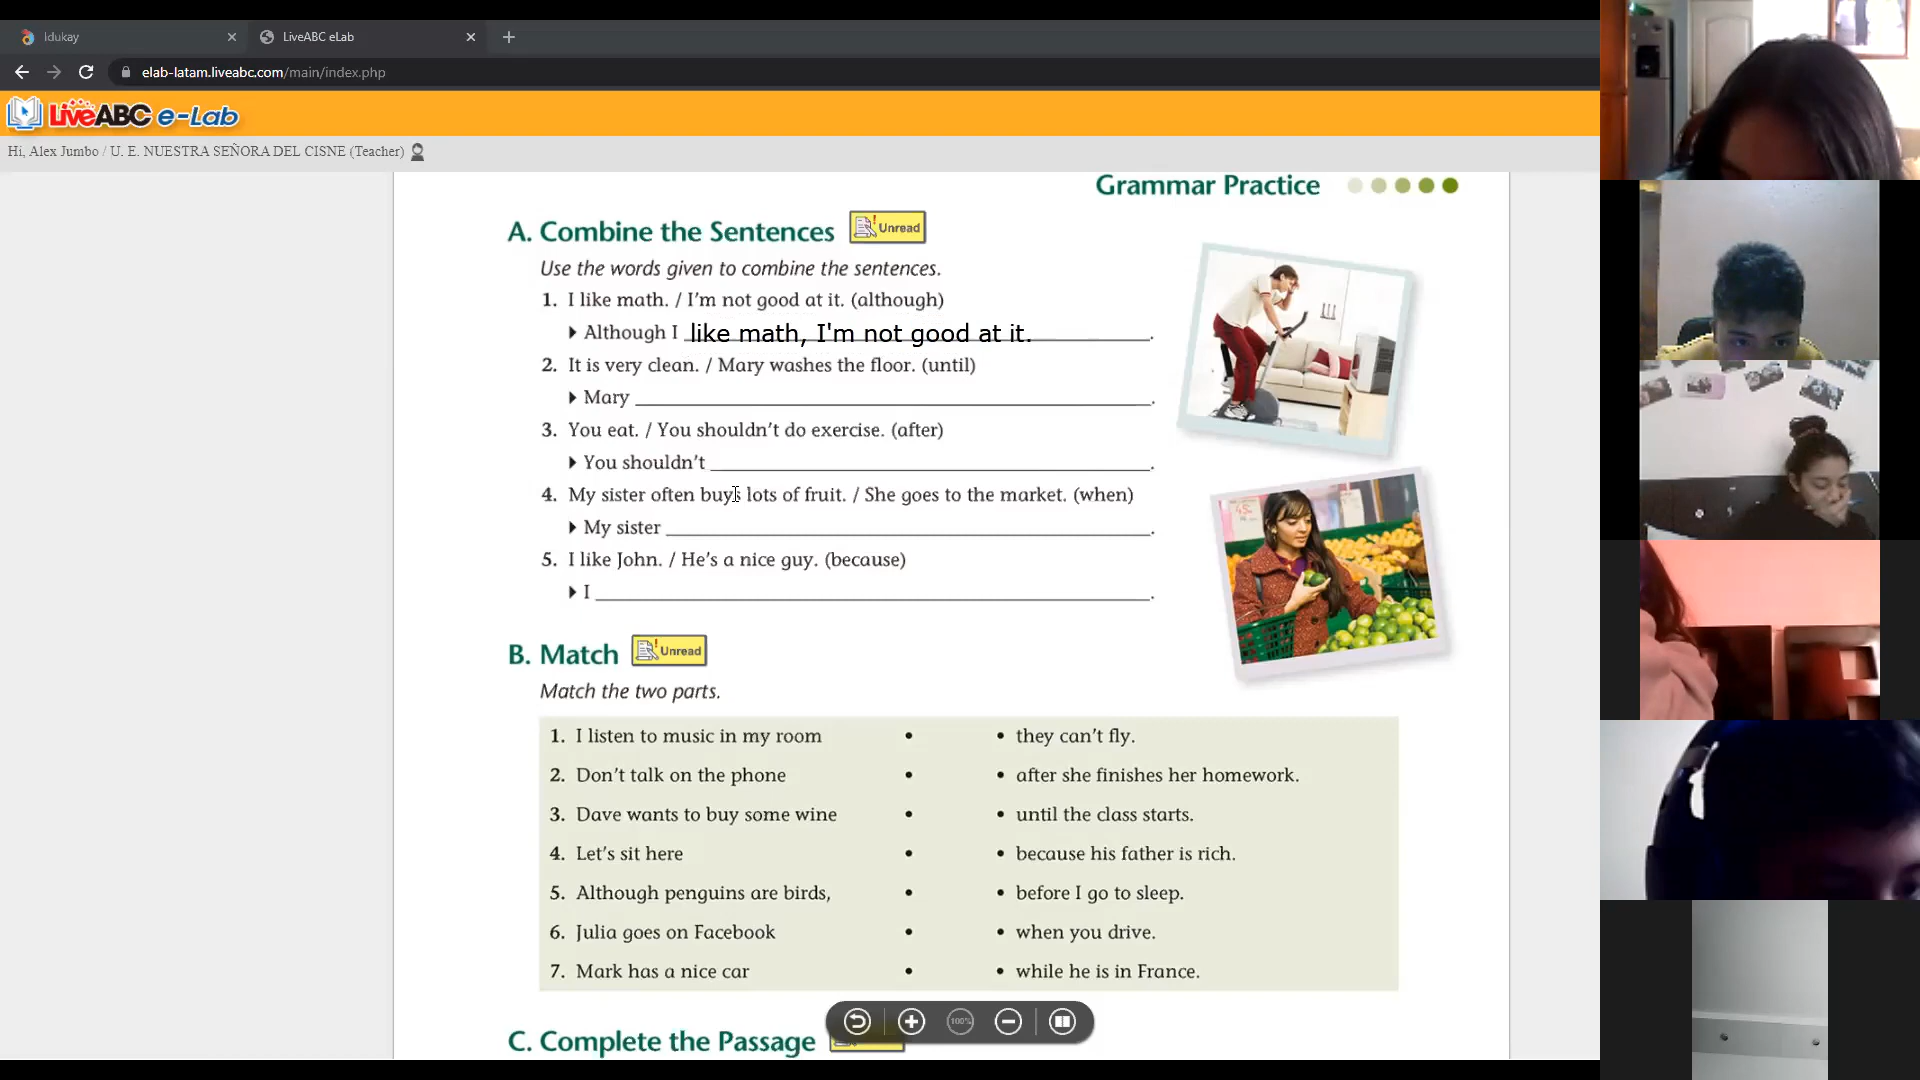 Idukay
LiveABC eLab
elab-latam.liveabc.com/main/index.php
LiveABC e-Lab
Hi, Alex Jumbo / U. E. NUESTRA SEÑORA DEL CISNE (Teacher)
Grammar Practice
A. Combine the Sentences
Unread
Use the words given to combine the sentences.
1. I like math. / I'm not good at it. (although)
Although I like math, I'm not good at it. .
2. It is very clean. / Mary washes the floor. (until)
Mary .
3. You eat. / You shouldn't do exercise. (after)
You shouldn't .
4. My sister often buys lots of fruit. / She goes to the market. (when)
My sister .
5. I like John. / He's a nice guy. (because)
I .
B. Match
Unread
Match the two parts.
1. I listen to music in my room • • they can't fly.
2. Don't talk on the phone • • after she finishes her homework.
3. Dave wants to buy some wine • • until the class starts.
4. Let's sit here • • because his father is rich.
5. Although penguins are birds, • • before I go to sleep.
6. Julia goes on Facebook • • when you drive.
7. Mark has a nice car • • while he is in France.
100%
C. Complete the Passage